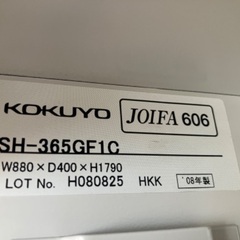 KOKUYO
JOIFA 606
SH-365GF1C
W880 × D400 × H1790
LOT No. H080825 HKK '08年製